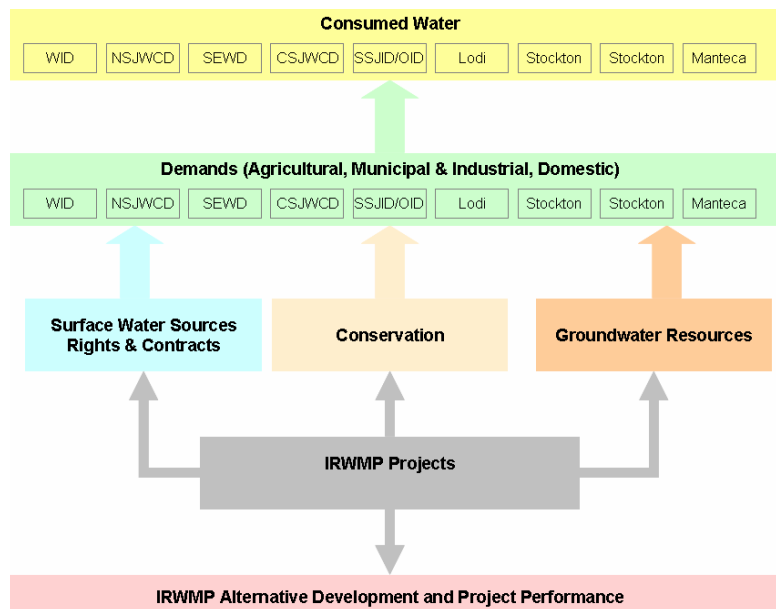 Consumed Water
WID NSJWCD SEWD CSJWCD SSJID/OID Lodi Stockton Stockton Manteca
Demands (Agricultural, Municipal & Industrial, Domestic)
WID NSJWCD SEWD CSJWCD SSJID/OID Lodi Stockton Stockton Manteca
Surface Water Sources
Rights & Contracts
Conservation
Groundwater Resources
IRWMP Projects
IRWMP Alternative Development and Project Performance